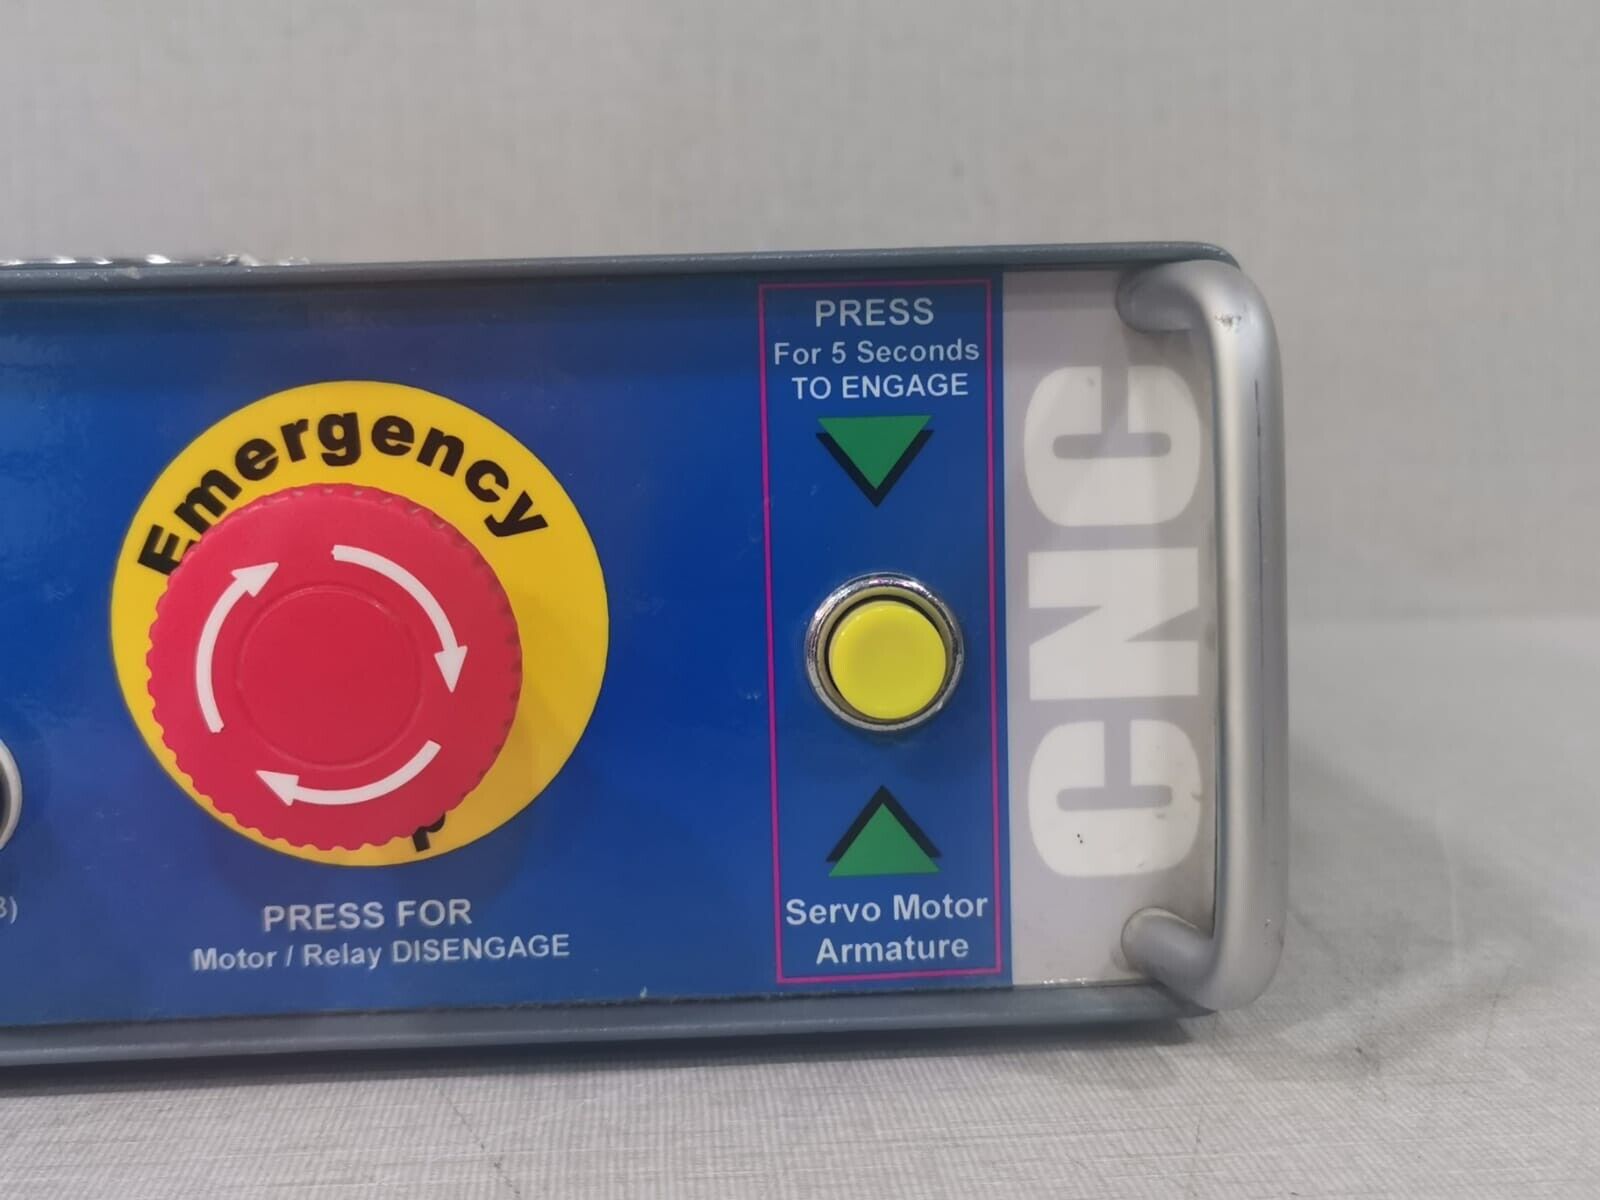 Emergency
PRESS FOR
Motor / Relay DISENGAGE
PRESS
For 5 Seconds
TO ENGAGE
Servo Motor
Armature
CNC